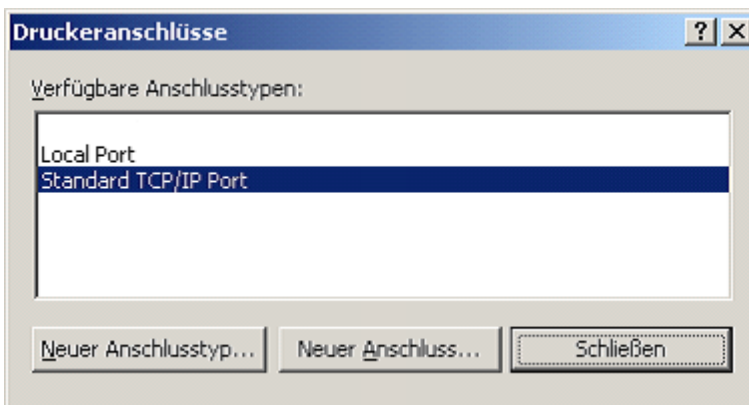 Druckeranschlüsse
Verfügbare Anschlusstypen:
Local Port
Standard TCP/IP Port
Neuer Anschlusstyp... Neuer Anschluss... Schließen